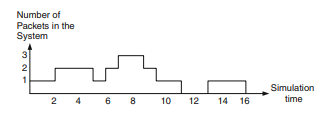 Number of
Packets in the
System
3
2
1
2 4 6 8 10 12 14 16
Simulation
time